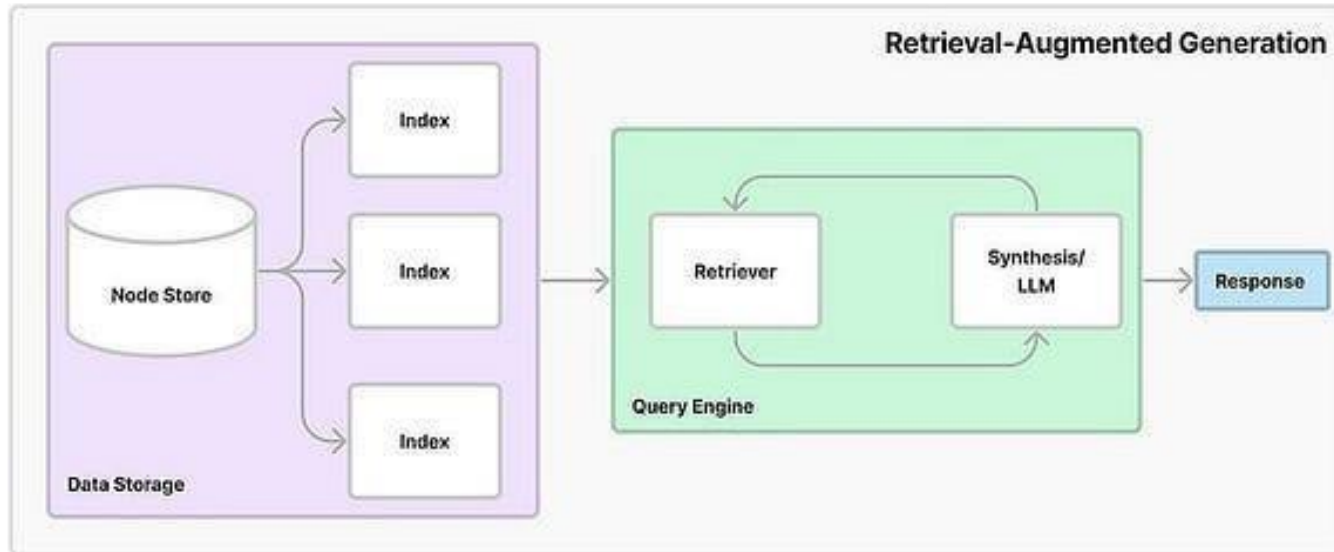 Retrieval-Augmented Generation
Index
Node Store
Index
Index
Data Storage
Retriever
Synthesis/
LLM
Query Engine
Response